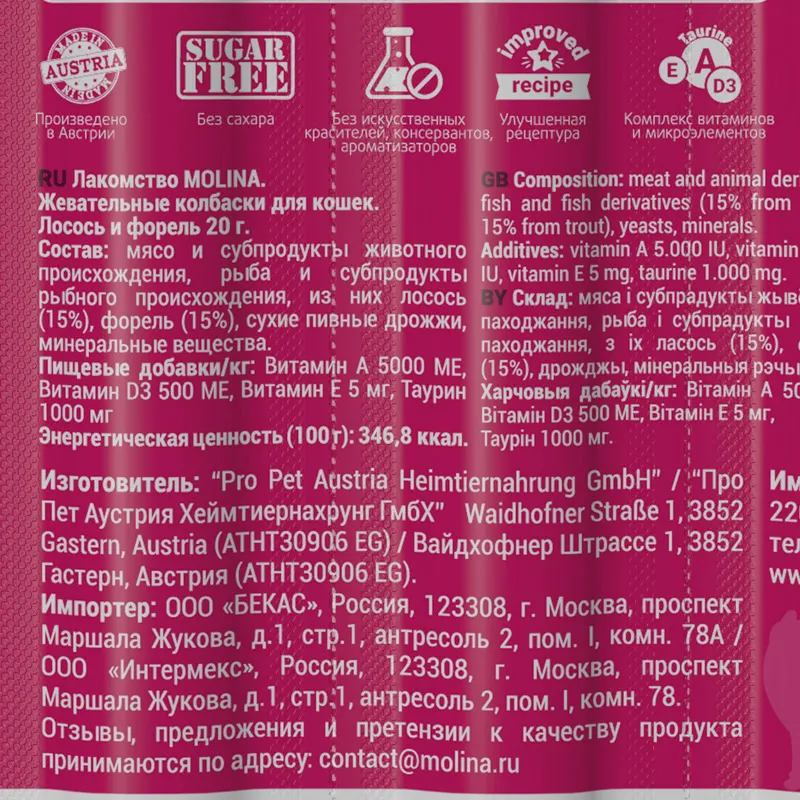 MADE IN
AUSTRIA
MADE IN
Произведено
в Австрии
SUGAR
FREE
Без сахара
Без искусственных
красителей, консервантов,
ароматизаторов
improved
recipe
Улучшенная
рецептура
Taurine
E A D3
Комплекс витаминов
и микроэлементов
RU Лакомство MOLINA.
Жевательные колбаски для кошек.
Лосось и форель 20 г.
Состав: мясо и субпродукты животного
происхождения, рыба и субпродукты
рыбного происхождения, из них лосось
(15%), форель (15%), сухие пивные дрожжи,
минеральные вещества.
Пищевые добавки/кг: Витамин А 5000 МЕ,
Витамин D3 500 МЕ, Витамин Е 5 мг, Таурин
1000 мг
Энергетическая ценность (100г): 346,8 ккал.
GB Composition: meat and animal der
fish and fish derivatives (15% from
15% from trout), yeasts, minerals.
Additives: vitamin A 5.000 IU, vitamin
IU, vitamin E 5 mg, taurine 1.000 mg.
BY Склад: мяса і субпрадукты жывё
паходжання, рыба і субпрадукты
паходжання, з іх ласось (15%),
(15%), дрожджы, мінеральныя рэчы
Харчовыя дабаўкі/кг: Вітамін А 50
Вітамін D3 500 МЕ, Вітамін Е 5 мг,
Таурін 1000 мг.
Изготовитель: “Pro Pet Austria Heimtiernahrung GmbH” / “Про
Пет Аустрия Хеймтиернахрунг ГмбХ” Waidhofner Straße 1, 3852
Gastern, Austria (ATHT30906 EG) / Вайдхофнер Штрассе 1, 3852
Гастерн, Австрия (ATHT30906 EG).
Импортер: ООО «БЕКАС», Россия, 123308, г. Москва, проспект
Маршала Жукова, д.1, стр.1, антресоль 2, пом. I, комн. 78А /
ООО «Интермекс», Россия, 123308, г. Москва, проспект
Маршала Жукова, д.1, стр.1, антресоль 2, пом. I, комн. 78.
Отзывы, предложения и претензии к качеству продукта
принимаются по адресу: contact@molina.ru
Им
22
тел
ww